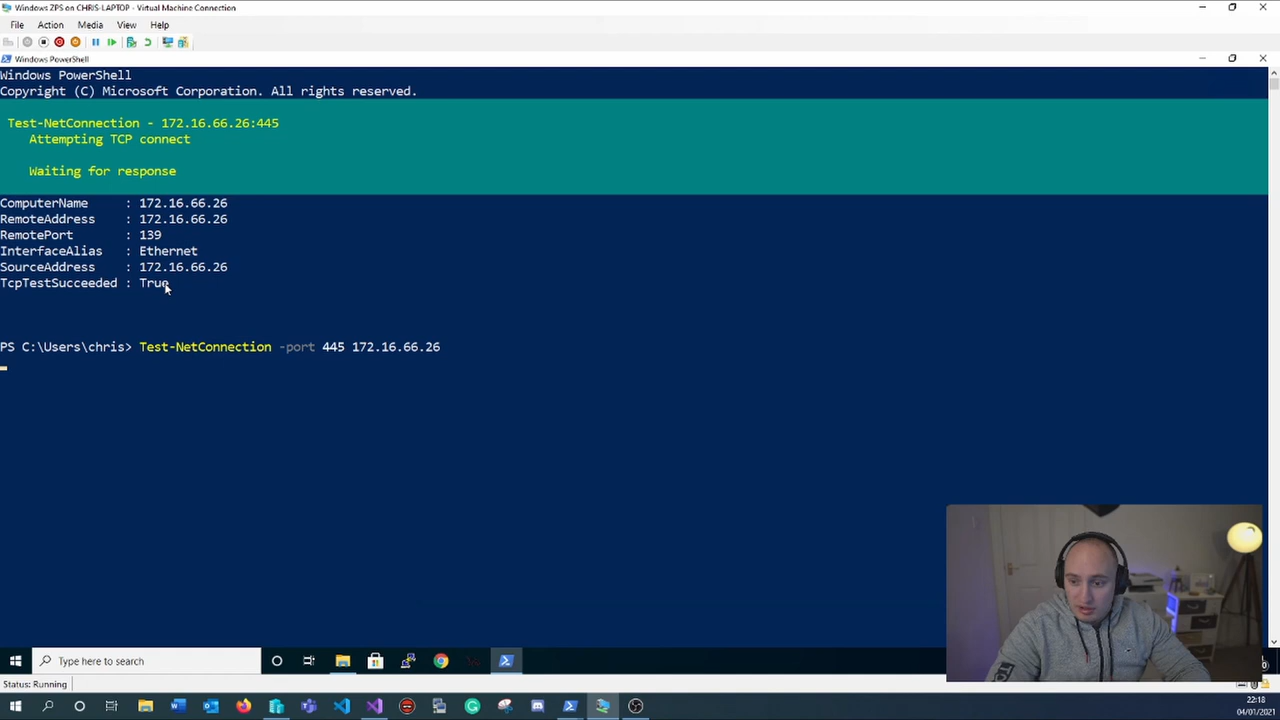 Windows ZPS on CHRIS-LAPTOP - Virtual Machine Connection
File Action Media View Help
Windows PowerShell
Windows PowerShell
Copyright (C) Microsoft Corporation. All rights reserved.
Test-NetConnection - 172.16.66.26:445
Attempting TCP connect
Waiting for response
ComputerName : 172.16.66.26
RemoteAddress : 172.16.66.26
RemotePort : 139
InterfaceAlias : Ethernet
SourceAddress : 172.16.66.26
TcpTestSucceeded : True
PS C:\Users\chris> Test-NetConnection -port 445 172.16.66.26
Type here to search
Status: Running
22:18
04/01/2021